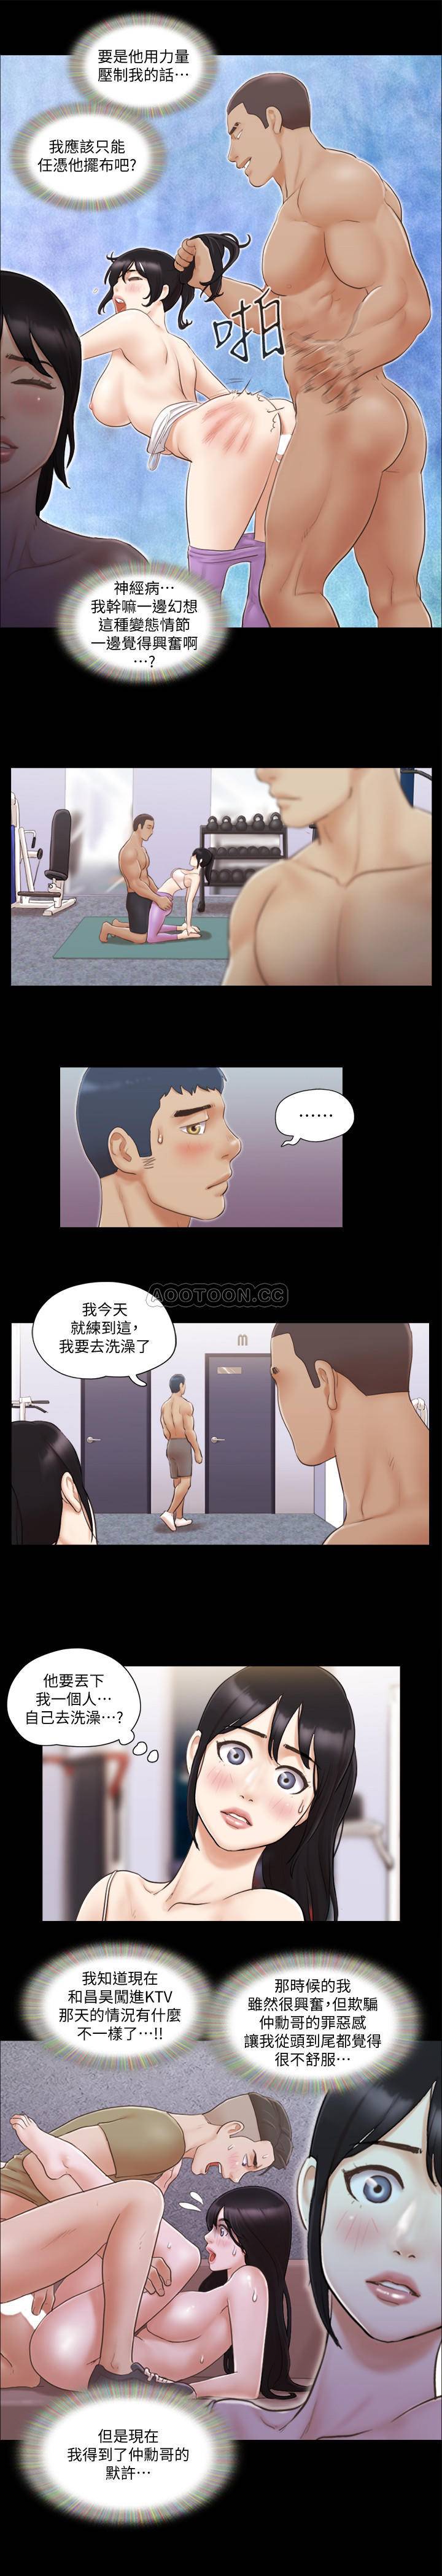 要是他用力量
壓制我的話…
我應該只能
任憑他擺布吧?
啪
神經病…
我幹嘛一邊幻想
這種變態情節
一邊覺得興奮啊
…?
……
AOOTOON.CC
我今天
就練到這,
我要去洗澡了
他要丟下
我一個人…
自己去洗澡…?
我知道現在
和昌昊闖進KTV
那天的情況有什麼
不一樣了…!!
那時候的我
雖然很興奮,但欺騙
仲勳哥的罪惡感
讓我從頭到尾都覺得
很不舒服…
但是現在
我得到了仲勳哥的
默許…